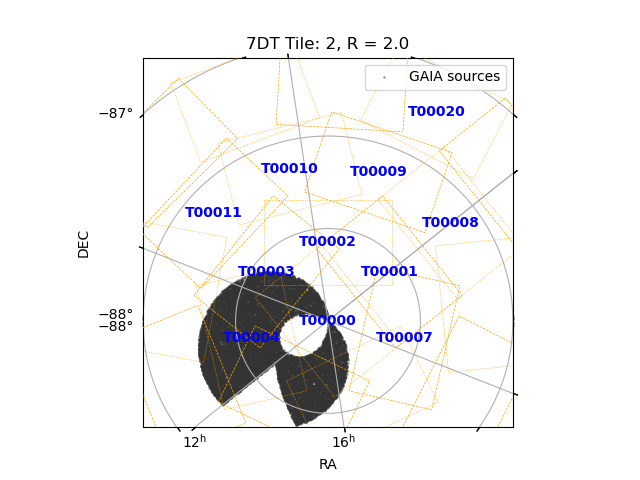 7DT Tile: 2, R = 2.0
GAIA sources
−87°
T00020
T00010
T00009
T00011
T00008
T00002
DEC
T00003
T00001
−88°
−88°
T00000
T00004
T00007
12h
16h
RA